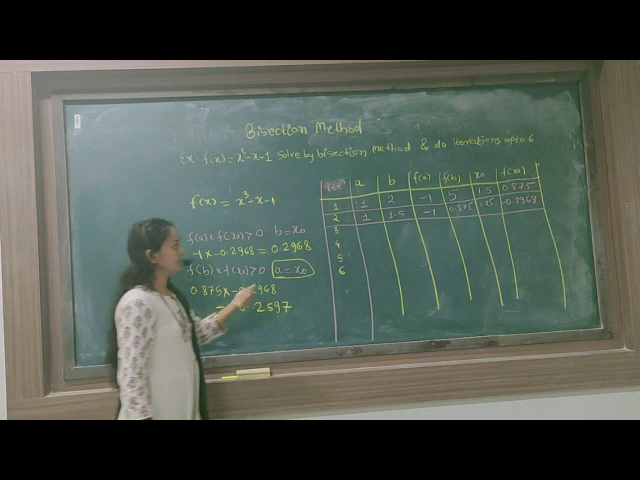 Bisection Method
Ex. f(x) = x³-x-1 Solve by bisection method & do iterations upto 6
f(x) = x³-x-1
f(a) x f(x0) > 0 b = x0
-1 x -0.2968 = 0.2968
f(b) x f(x0) > 0 a = x0
0.875 x -0.2968
2597
a b f(a) f(b) x0 f(x0)
1 1 2 -1 5 1.5 0.875
2 1 1.5 -1 0.875 1.25 -0.2968
3
4
5
6